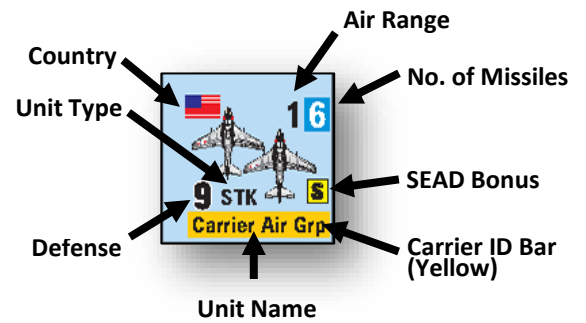 Air Range
Country
No. of Missiles
Unit Type
1 6
9 STK S
SEAD Bonus
Carrier Air Grp
Defense
Carrier ID Bar
(Yellow)
Unit Name